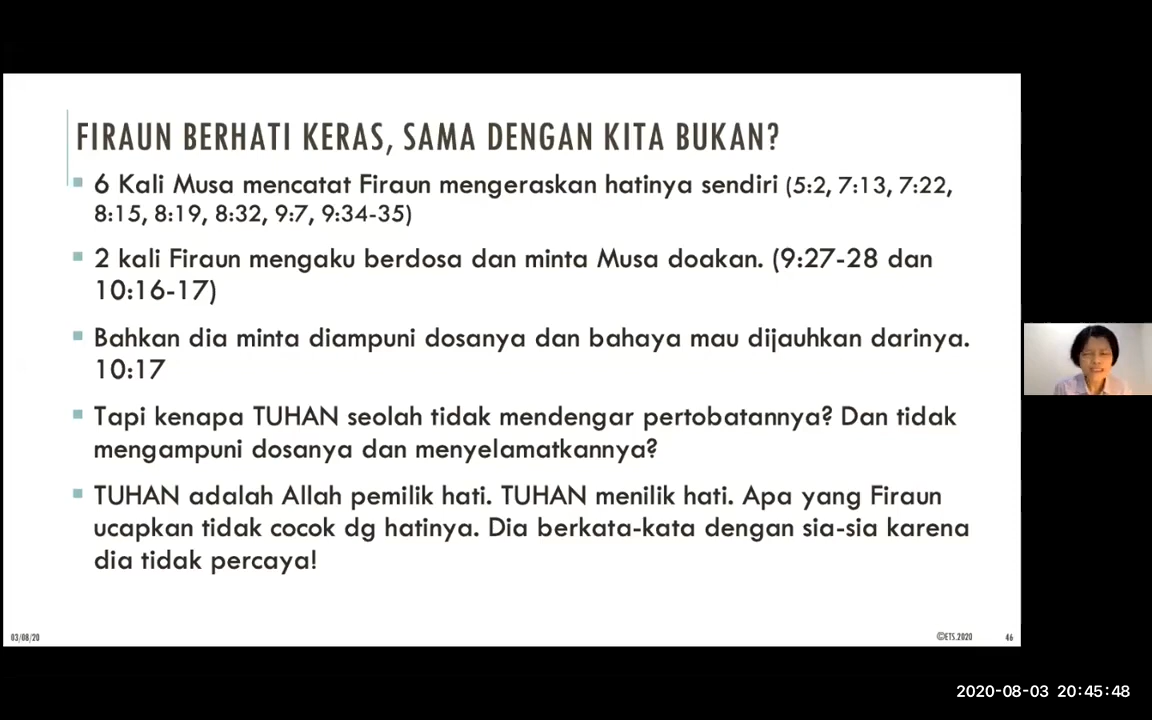 FIRAUN BERHATI KERAS, SAMA DENGAN KITA BUKAN?
6 Kali Musa mencatat Firaun mengeraskan hatinya sendiri (5:2, 7:13, 7:22,
8:15, 8:19, 8:32, 9:7, 9:34-35)
2 kali Firaun mengaku berdosa dan minta Musa doakan. (9:27-28 dan
10:16-17)
Bahkan dia minta diampuni dosanya dan bahaya mau dijauhkan darinya.
10:17
Tapi kenapa TUHAN seolah tidak mendengar pertobatannya? Dan tidak
mengampuni dosanya dan menyelamatkannya?
TUHAN adalah Allah pemilik hati. TUHAN menilik hati. Apa yang Firaun
ucapkan tidak cocok dg hatinya. Dia berkata-kata dengan sia-sia karena
dia tidak percaya!
03/08/20
©ETS.2020
46
2020-08-03 20:45:48